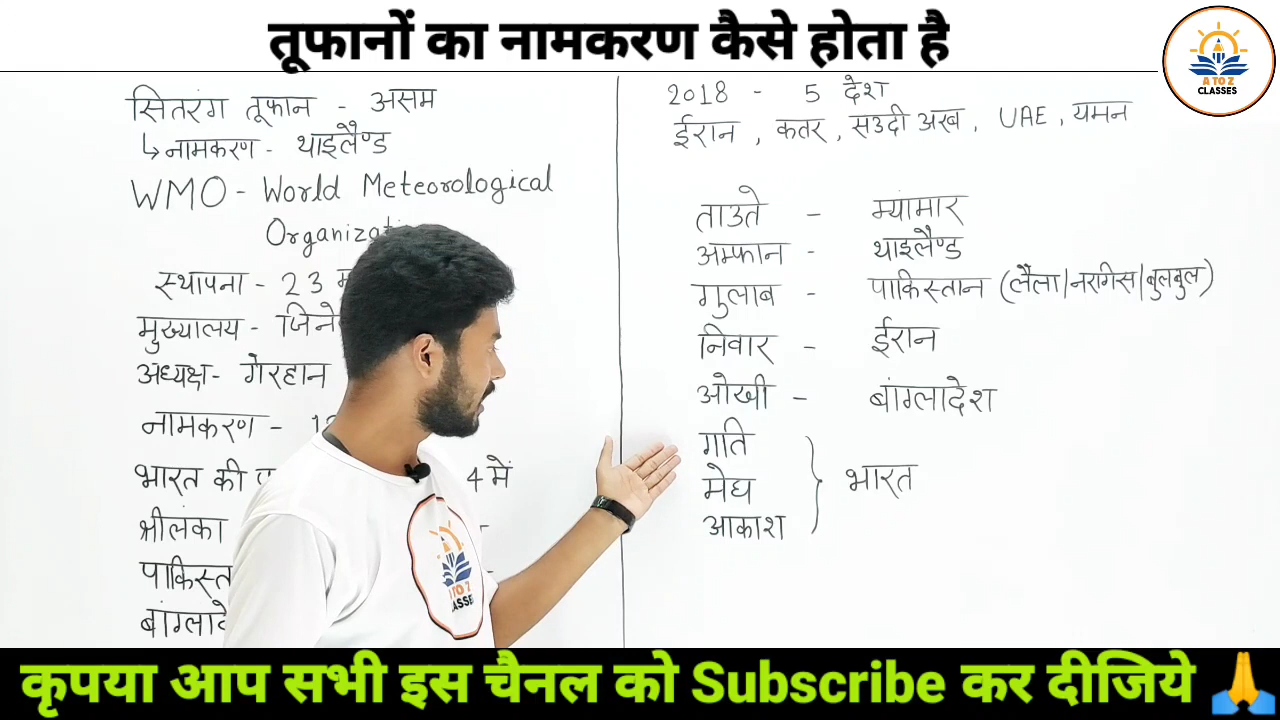 तूफानों का नामकरण कैसे होता है
A TO Z
CLASSES
सितरंग तूफान - असम
↳ नामकरण - थाइलैण्ड
WMO - World Meteorological
स्थापना - 23
मुख्यालय -
अध्यक्ष- गेरहान
नामकरण -
भारत की
4 में
श्रीलंका
2018 - 5 देश
ईरान , कतर , सउदी अरब , UAE , यमन
ताउते - म्यांमार
अम्फान - थाइलैण्ड
गुलाब - पाकिस्तान (लैला/नरगिस/बुलबुल)
निवार - ईरान
ओखी - बांग्लादेश
गति
मेघ
आकाश
भारत
A TO Z
कृपया आप सभी इस चैनल को Subscribe कर दीजिये 🙏